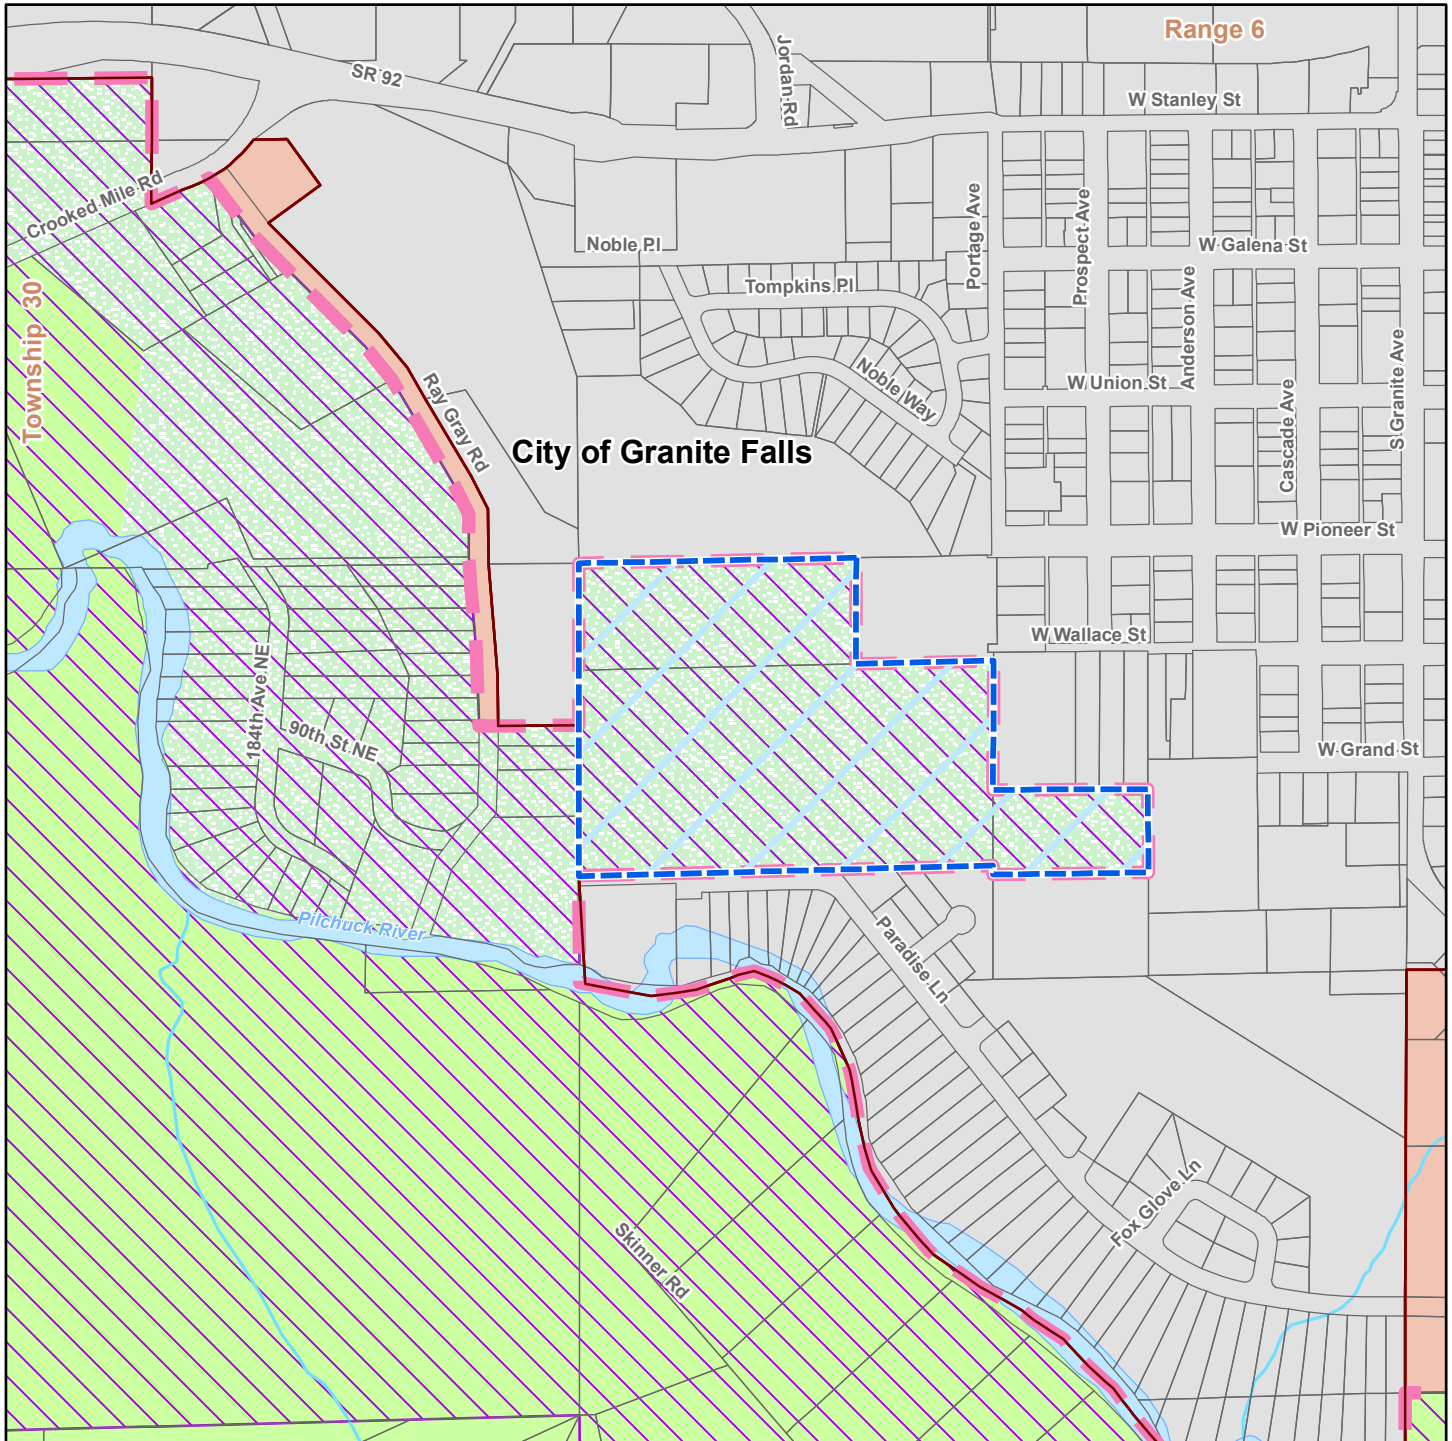 Range 6
SR 92
Jordan Rd
W Stanley St
Crooked Mile Rd
Portage Ave
Prospect Ave
Noble Pl
W Galena St
Tompkins Pl
Anderson Ave
Township 30
Ray Gray Rd
Noble Way
W Union St
S Granite Ave
Cascade Ave
City of Granite Falls
W Pioneer St
W Wallace St
184th Ave NE
90th St NE
W Grand St
Pilchuck River
Paradise Ln
Fox Glove Ln
Skinner Rd